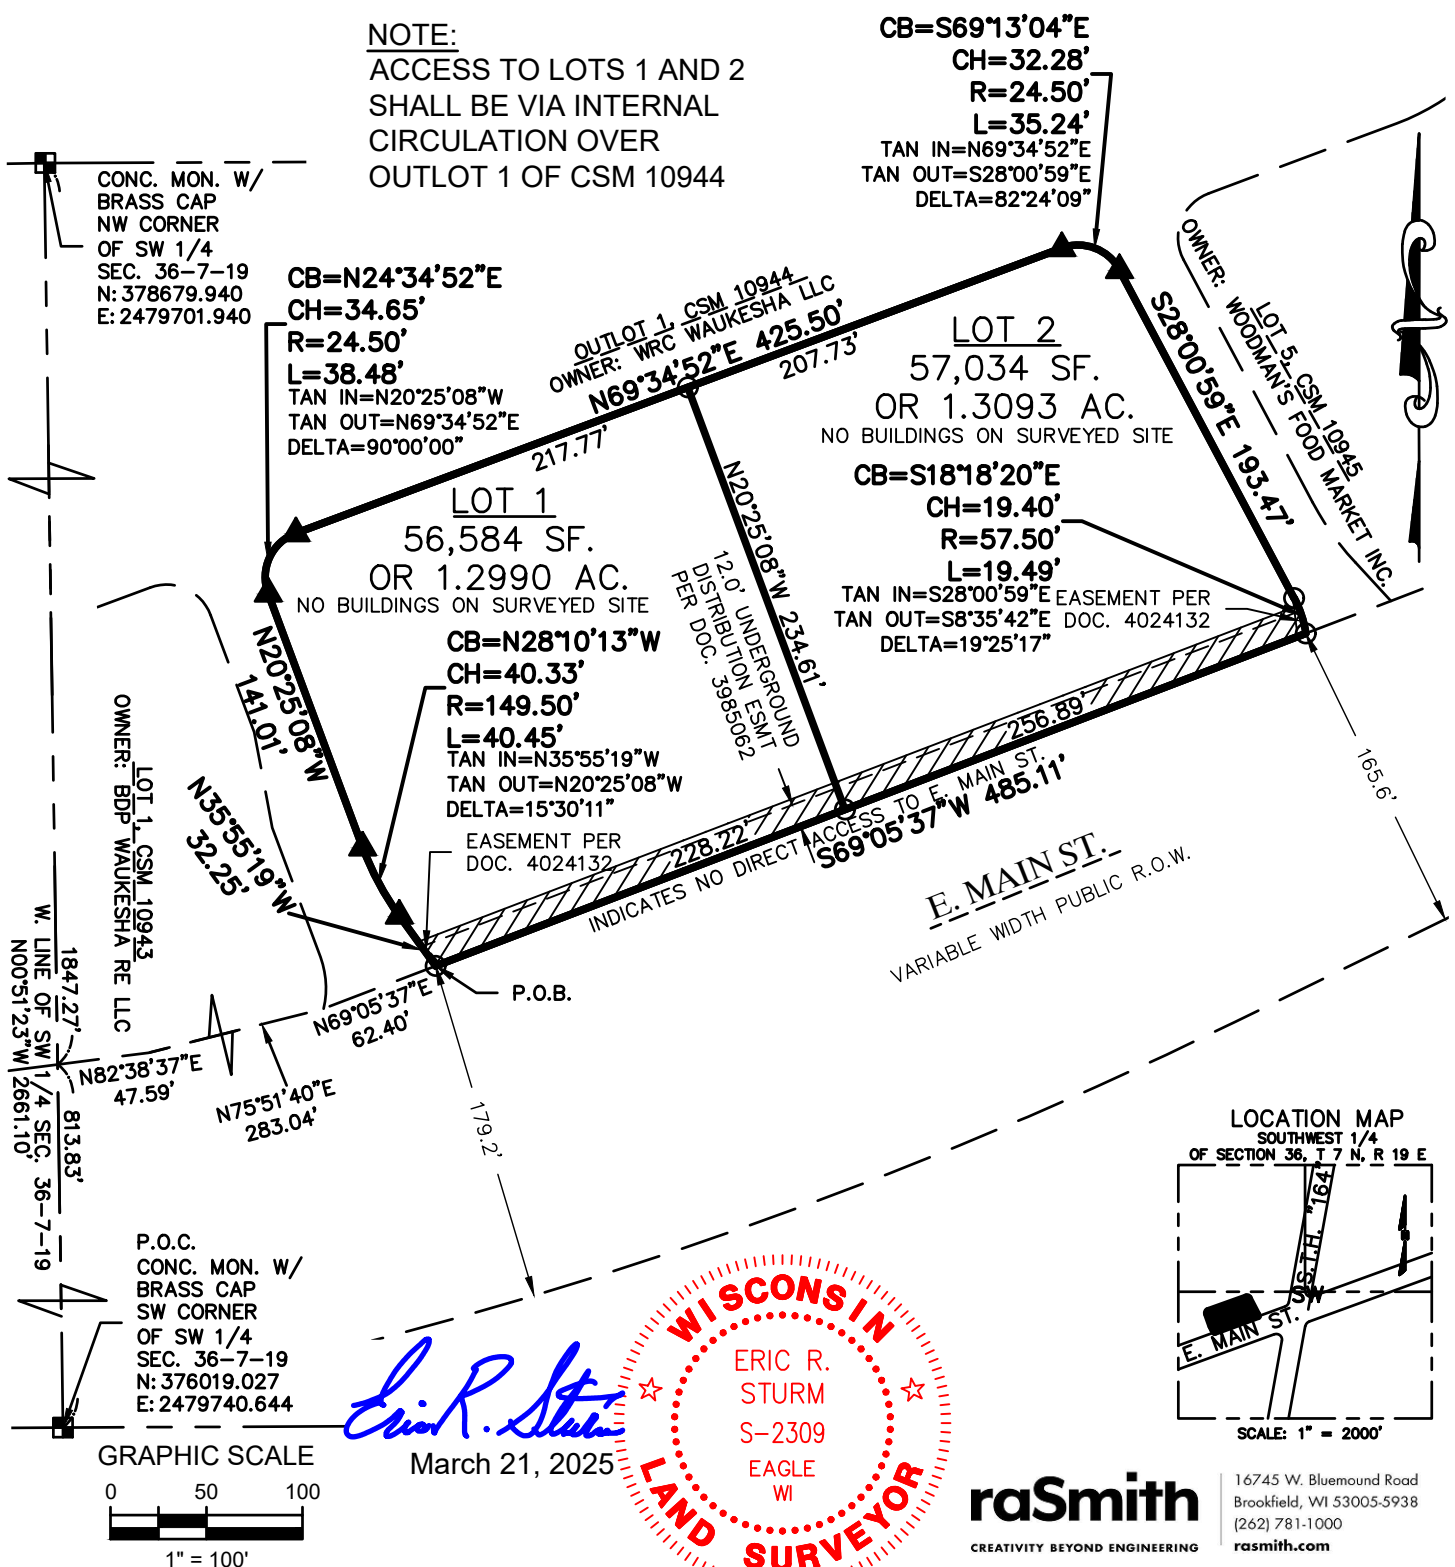 NOTE:
ACCESS TO LOTS 1 AND 2
SHALL BE VIA INTERNAL
CIRCULATION OVER
OUTLOT 1 OF CSM 10944
CB=S69°13'04"E
CH=32.28'
R=24.50'
L=35.24'
TAN IN=N69°34'52"E
TAN OUT=S28°00'59"E
DELTA=82°24'09"
CONC. MON. W/
BRASS CAP
NW CORNER
OF SW 1/4
SEC. 36-7-19
N: 378679.940
E: 2479701.940
CB=N24°34'52"E
CH=34.65'
R=24.50'
L=38.48'
TAN IN=N20°25'08"W
TAN OUT=N69°34'52"E
DELTA=90°00'00"
OUTLOT 1, CSM 10944
OWNER: WRC WAUKESHA LLC
N69°34'52"E 425.50'
207.73'
217.77'
LOT 2
57,034 SF.
OR 1.3093 AC.
NO BUILDINGS ON SURVEYED SITE
S28°00'59"E 193.47'
LOT 5, CSM 10945
OWNER: WOODMAN'S FOOD MARKET INC.
LOT 1
56,584 SF.
OR 1.2990 AC.
NO BUILDINGS ON SURVEYED SITE
N20°25'08"W 234.61'
12.0' UNDERGROUND
DISTRIBUTION ESMT
PER DOC. 3985062
CB=S18°18'20"E
CH=19.40'
R=57.50'
L=19.49'
TAN IN=S28°00'59"E
TAN OUT=S8°35'42"E
DELTA=19°25'17"
EASEMENT PER
DOC. 4024132
CB=N28°10'13"W
CH=40.33'
R=149.50'
L=40.45'
TAN IN=N35°55'19"W
TAN OUT=N20°25'08"W
DELTA=15°30'11"
EASEMENT PER
DOC. 4024132
N20°25'08"W
141.01'
N35°55'19"W
32.25'
LOT 1, CSM 10943
OWNER: BDP WAUKESHA RE LLC
228.22'
256.89'
INDICATES NO DIRECT ACCESS TO E. MAIN ST.
S69°05'37"W 485.11'
E. MAIN ST.
VARIABLE WIDTH PUBLIC R.O.W.
165.6'
179.2'
P.O.B.
N69°05'37"E
62.40'
N75°51'40"E
283.04'
N82°38'37"E
47.59'
1847.27'
813.83'
W. LINE OF SW 1/4 SEC. 36-7-19
N00°51'23"W 2661.10'
P.O.C.
CONC. MON. W/
BRASS CAP
SW CORNER
OF SW 1/4
SEC. 36-7-19
N: 376019.027
E: 2479740.644
GRAPHIC SCALE
0 50 100
1" = 100'
Eric R. Sturm
March 21, 2025
WISCONSIN
ERIC R.
STURM
S-2309
EAGLE
WI
LAND SURVEYOR
LOCATION MAP
SOUTHWEST 1/4
OF SECTION 36, T 7 N, R 19 E
S.T.H. "164"
SW
E. MAIN ST.
SCALE: 1" = 2000'
raSmith
CREATIVITY BEYOND ENGINEERING
16745 W. Bluemound Road
Brookfield, WI 53005-5938
(262) 781-1000
rasmith.com